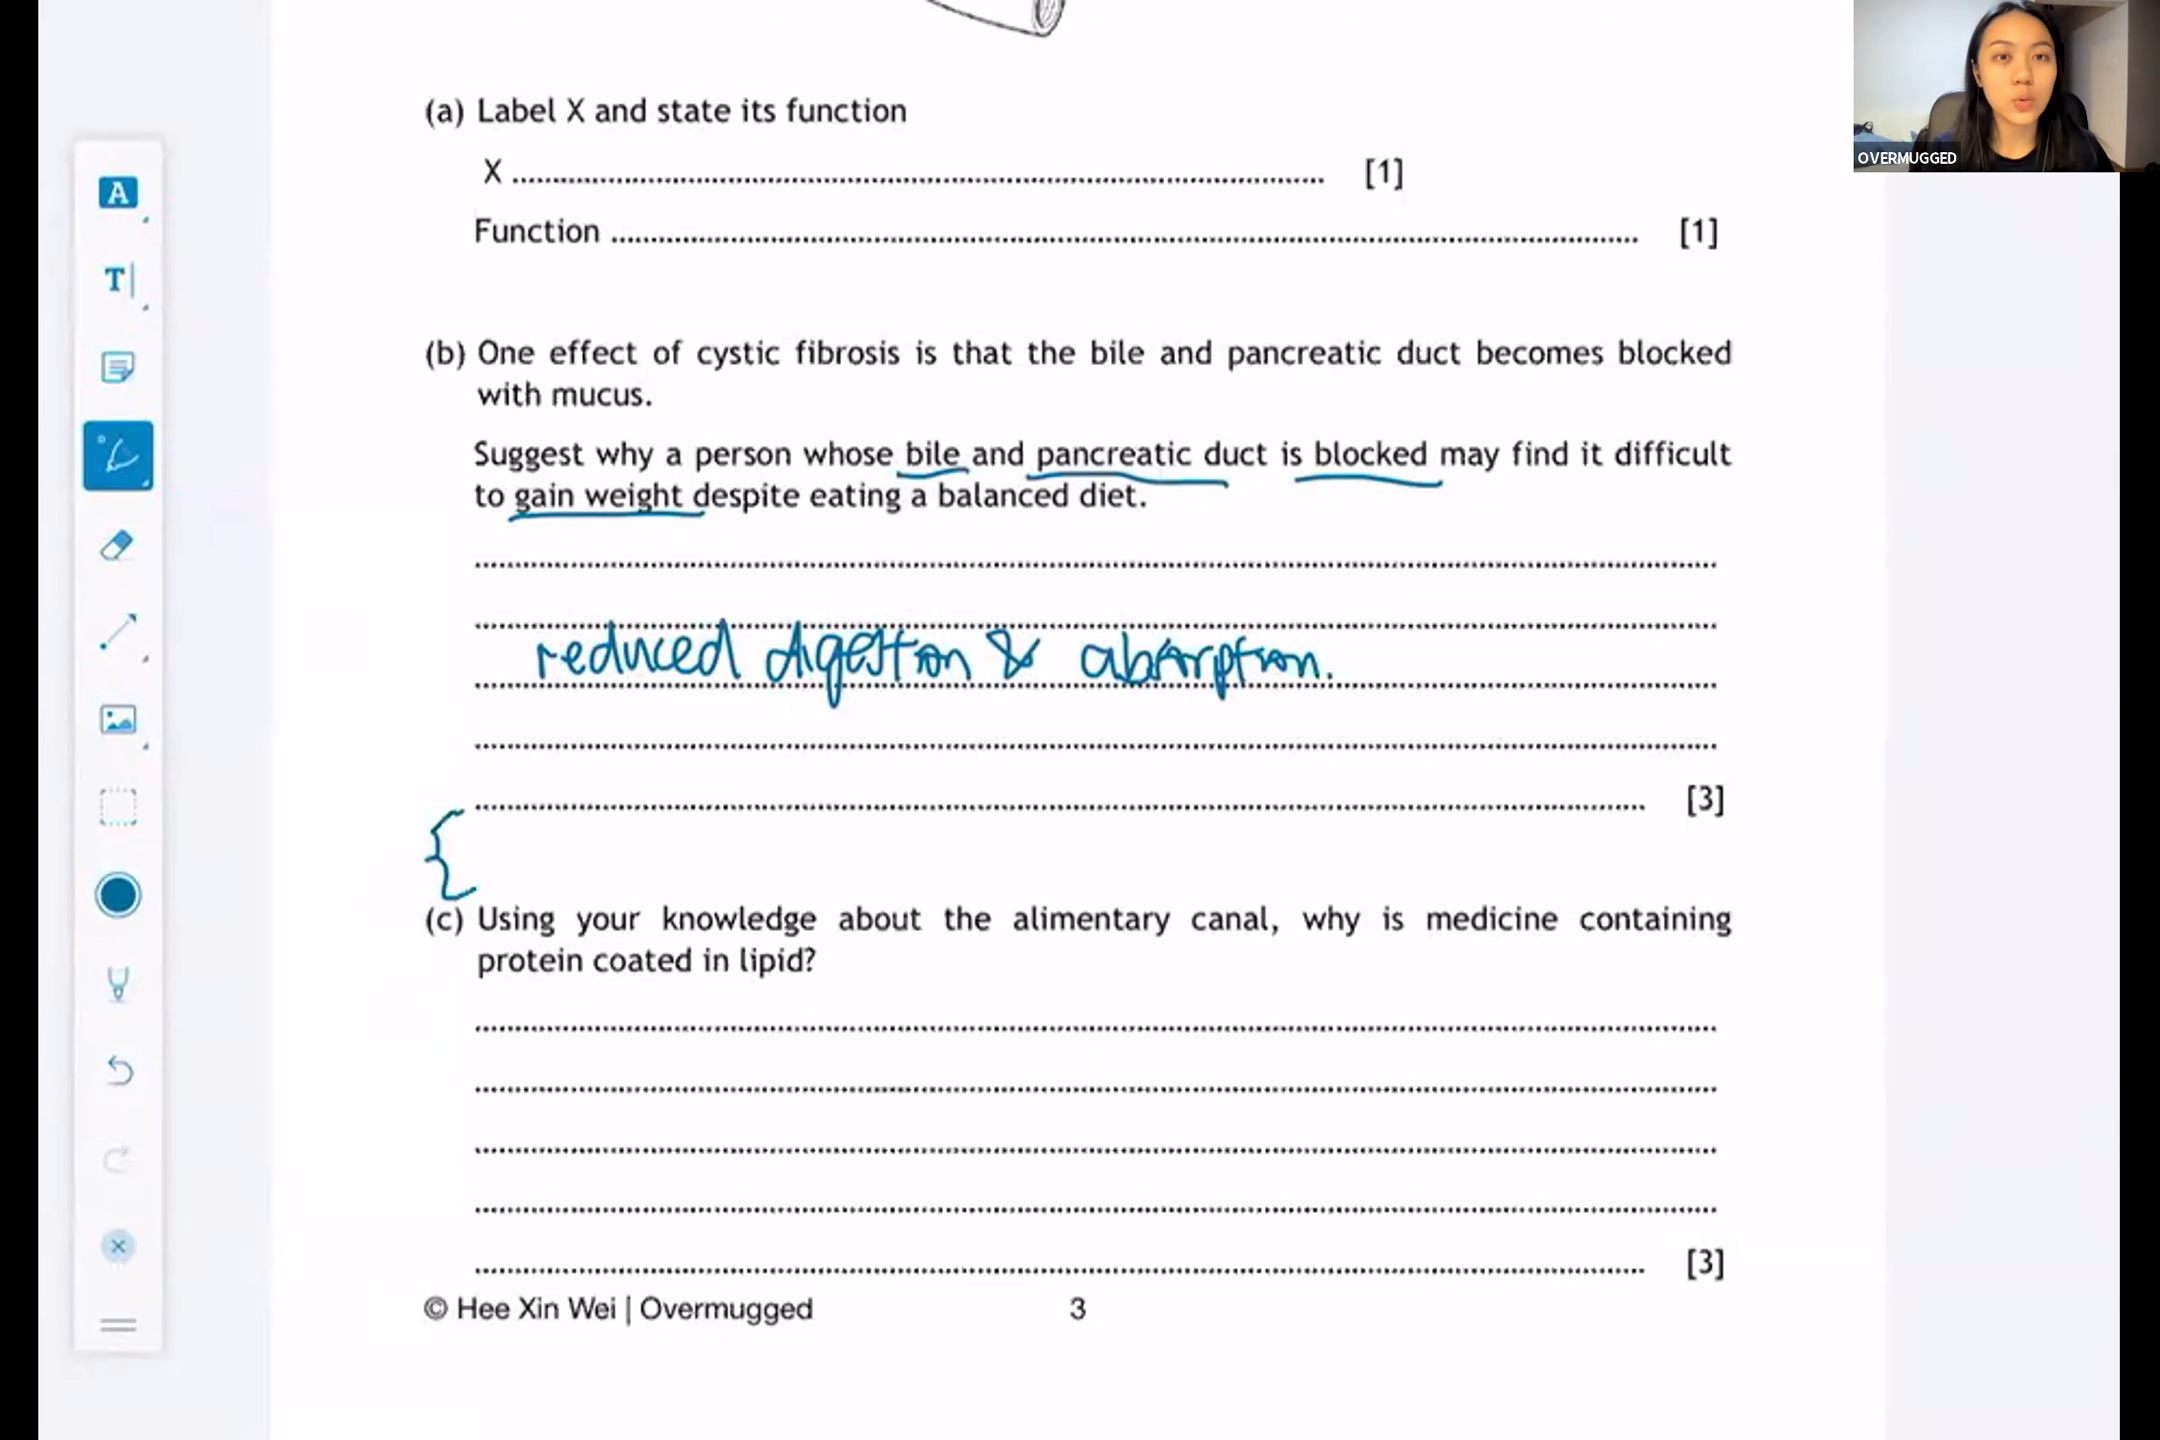 OVERMUGGED
(a) Label X and state its function
X ........................ [1]
Function ........................ [1]
(b) One effect of cystic fibrosis is that the bile and pancreatic duct becomes blocked
with mucus.
Suggest why a person whose bile and pancreatic duct is blocked may find it difficult
to gain weight despite eating a balanced diet.
reduced digestion & absorption.
[3]
(c) Using your knowledge about the alimentary canal, why is medicine containing
protein coated in lipid?
[3]
© Hee Xin Wei | Overmugged 3
A
T